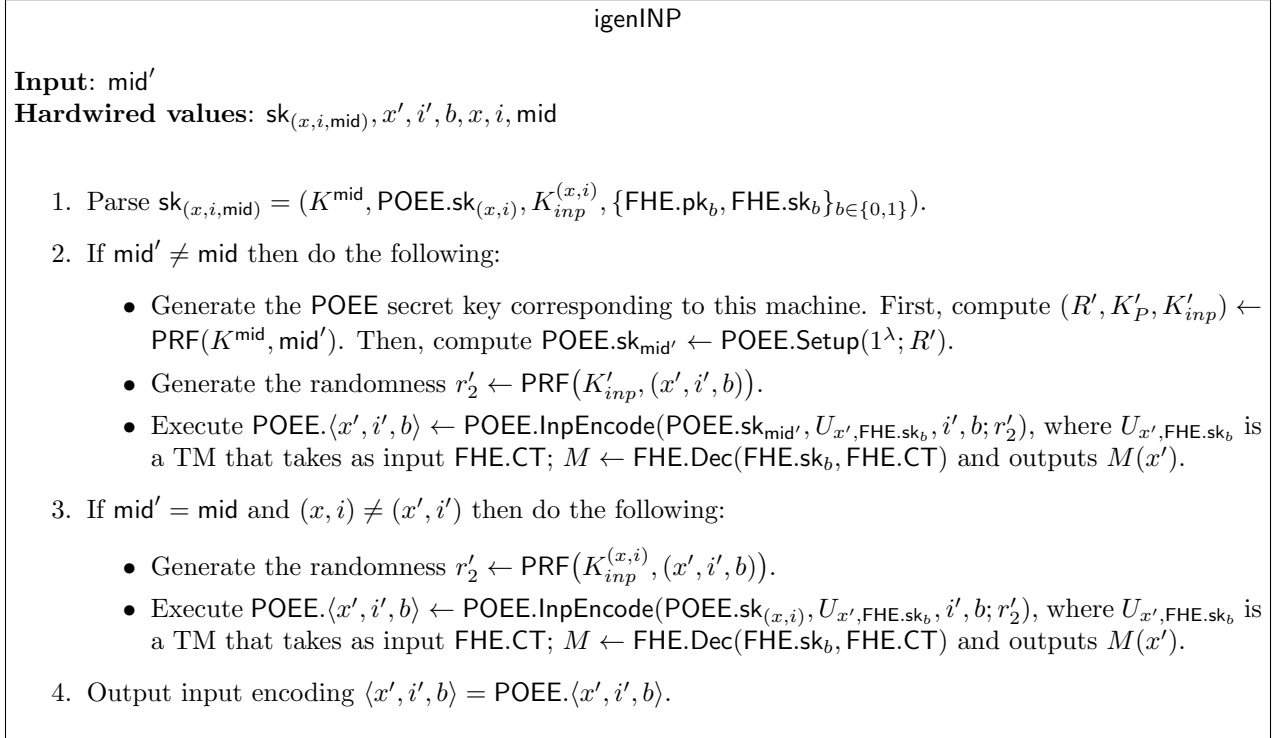 igenINP
Input: mid′
Hardwired values: sk_(x,i,mid), x′, i′, b, x, i, mid
1. Parse sk_(x,i,mid) = (K^mid, POEE.sk_(x,i), K_inp^(x,i), {FHE.pk_b, FHE.sk_b}_b∈{0,1}).
2. If mid′ ≠ mid then do the following:
• Generate the POEE secret key corresponding to this machine. First, compute (R′, K′_P, K′_inp) ←
PRF(K^mid, mid′). Then, compute POEE.sk_mid′ ← POEE.Setup(1^λ; R′).
• Generate the randomness r′_2 ← PRF(K′_inp, (x′, i′, b)).
• Execute POEE.⟨x′, i′, b⟩ ← POEE.InpEncode(POEE.sk_mid′, U_x′,FHE.sk_b, i′, b; r′_2), where U_x′,FHE.sk_b is
a TM that takes as input FHE.CT; M ← FHE.Dec(FHE.sk_b, FHE.CT) and outputs M(x′).
3. If mid′ = mid and (x, i) ≠ (x′, i′) then do the following:
• Generate the randomness r′_2 ← PRF(K_inp^(x,i), (x′, i′, b)).
• Execute POEE.⟨x′, i′, b⟩ ← POEE.InpEncode(POEE.sk_(x,i), U_x′,FHE.sk_b, i′, b; r′_2), where U_x′,FHE.sk_b is
a TM that takes as input FHE.CT; M ← FHE.Dec(FHE.sk_b, FHE.CT) and outputs M(x′).
4. Output input encoding ⟨x′, i′, b⟩ = POEE.⟨x′, i′, b⟩.